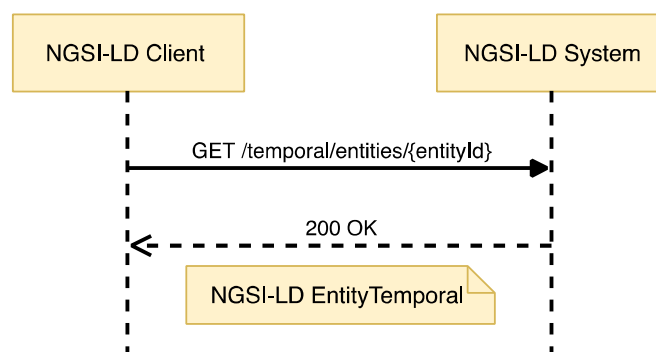 NGSI-LD Client
NGSI-LD System
GET /temporal/entities/{entityId}
200 OK
NGSI-LD EntityTemporal